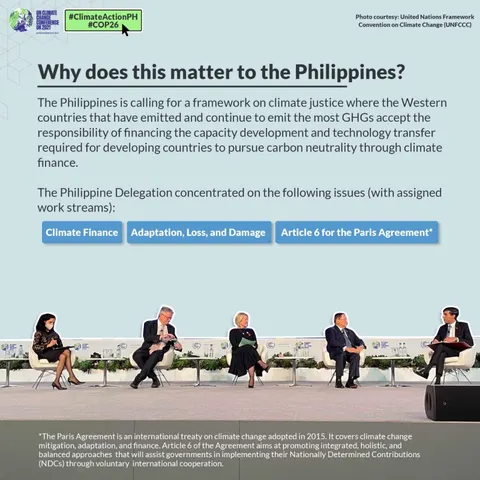 UN CLIMATE
CHANGE
CONFERENCE
UK 2021
#ClimateActionPH
#COP26
Photo courtesy: United Nations Framework
Convention on Climate Change (UNFCCC)
Why does this matter to the Philippines?
The Philippines is calling for a framework on climate justice where the Western
countries that have emitted and continue to emit the most GHGs accept the
responsibility of financing the capacity development and technology transfer
required for developing countries to pursue carbon neutrality through climate
finance.
The Philippine Delegation concentrated on the following issues (with assigned
work streams):
Climate Finance
Adaptation, Loss, and Damage
Article 6 for the Paris Agreement*
*The Paris Agreement is an international treaty on climate change adopted in 2015. It covers climate change
mitigation, adaptation, and finance. Article 6 of the Agreement aims at promoting integrated, holistic, and
balanced approaches that will assist governments in implementing their Nationally Determined Contributions
(NDCs) through voluntary international cooperation.